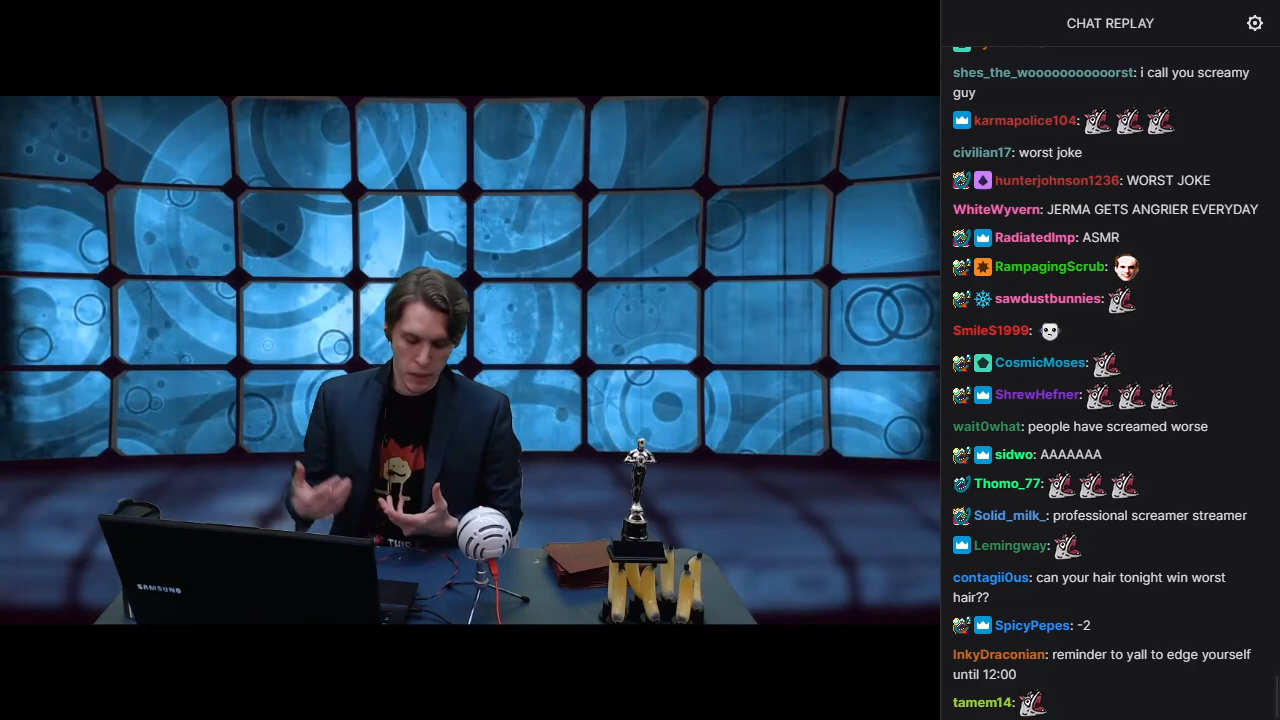 CHAT REPLAY
shes_the_wooooooooooorst: i call you screamy
guy
karmapolice104:
civilian17: worst joke
hunterjohnson1236: WORST JOKE
WhiteWyvern: JERMA GETS ANGRIER EVERYDAY
RadiatedImp: ASMR
RampagingScrub:
sawdustbunnies:
SmileS1999:
CosmicMoses:
ShrewHefner:
wait0what: people have screamed worse
sidwo: AAAAAAA
Thomo_77:
Solid_milk_: professional screamer streamer
Lemingway:
contagii0us: can your hair tonight win worst
hair??
SpicyPepes: -2
InkyDraconian: reminder to yall to edge yourself
until 12:00
tamem14:
THIS
SAMSUNG